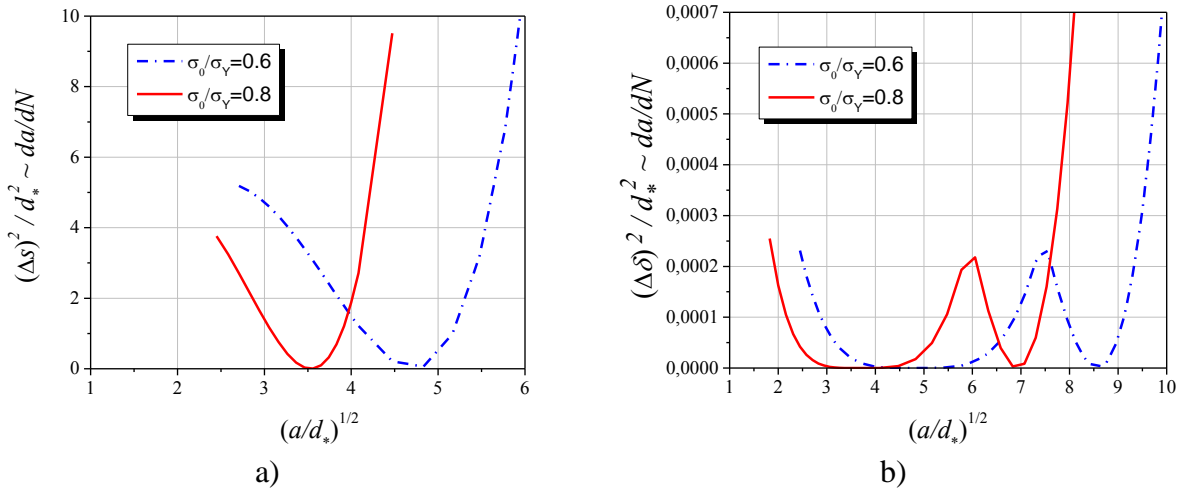 (Δs)² / d*² ~ da/dN
10
8
6
4
2
0
σ₀/σY=0.6
σ₀/σY=0.8
1 2 3 4 5 6
(a/d*)^1/2
a)
(Δδ)² / d*² ~ da/dN
0,0007
0,0006
0,0005
0,0004
0,0003
0,0002
0,0001
0,0000
σ₀/σY=0.6
σ₀/σY=0.8
1 2 3 4 5 6 7 8 9 10
(a/d*)^1/2
b)